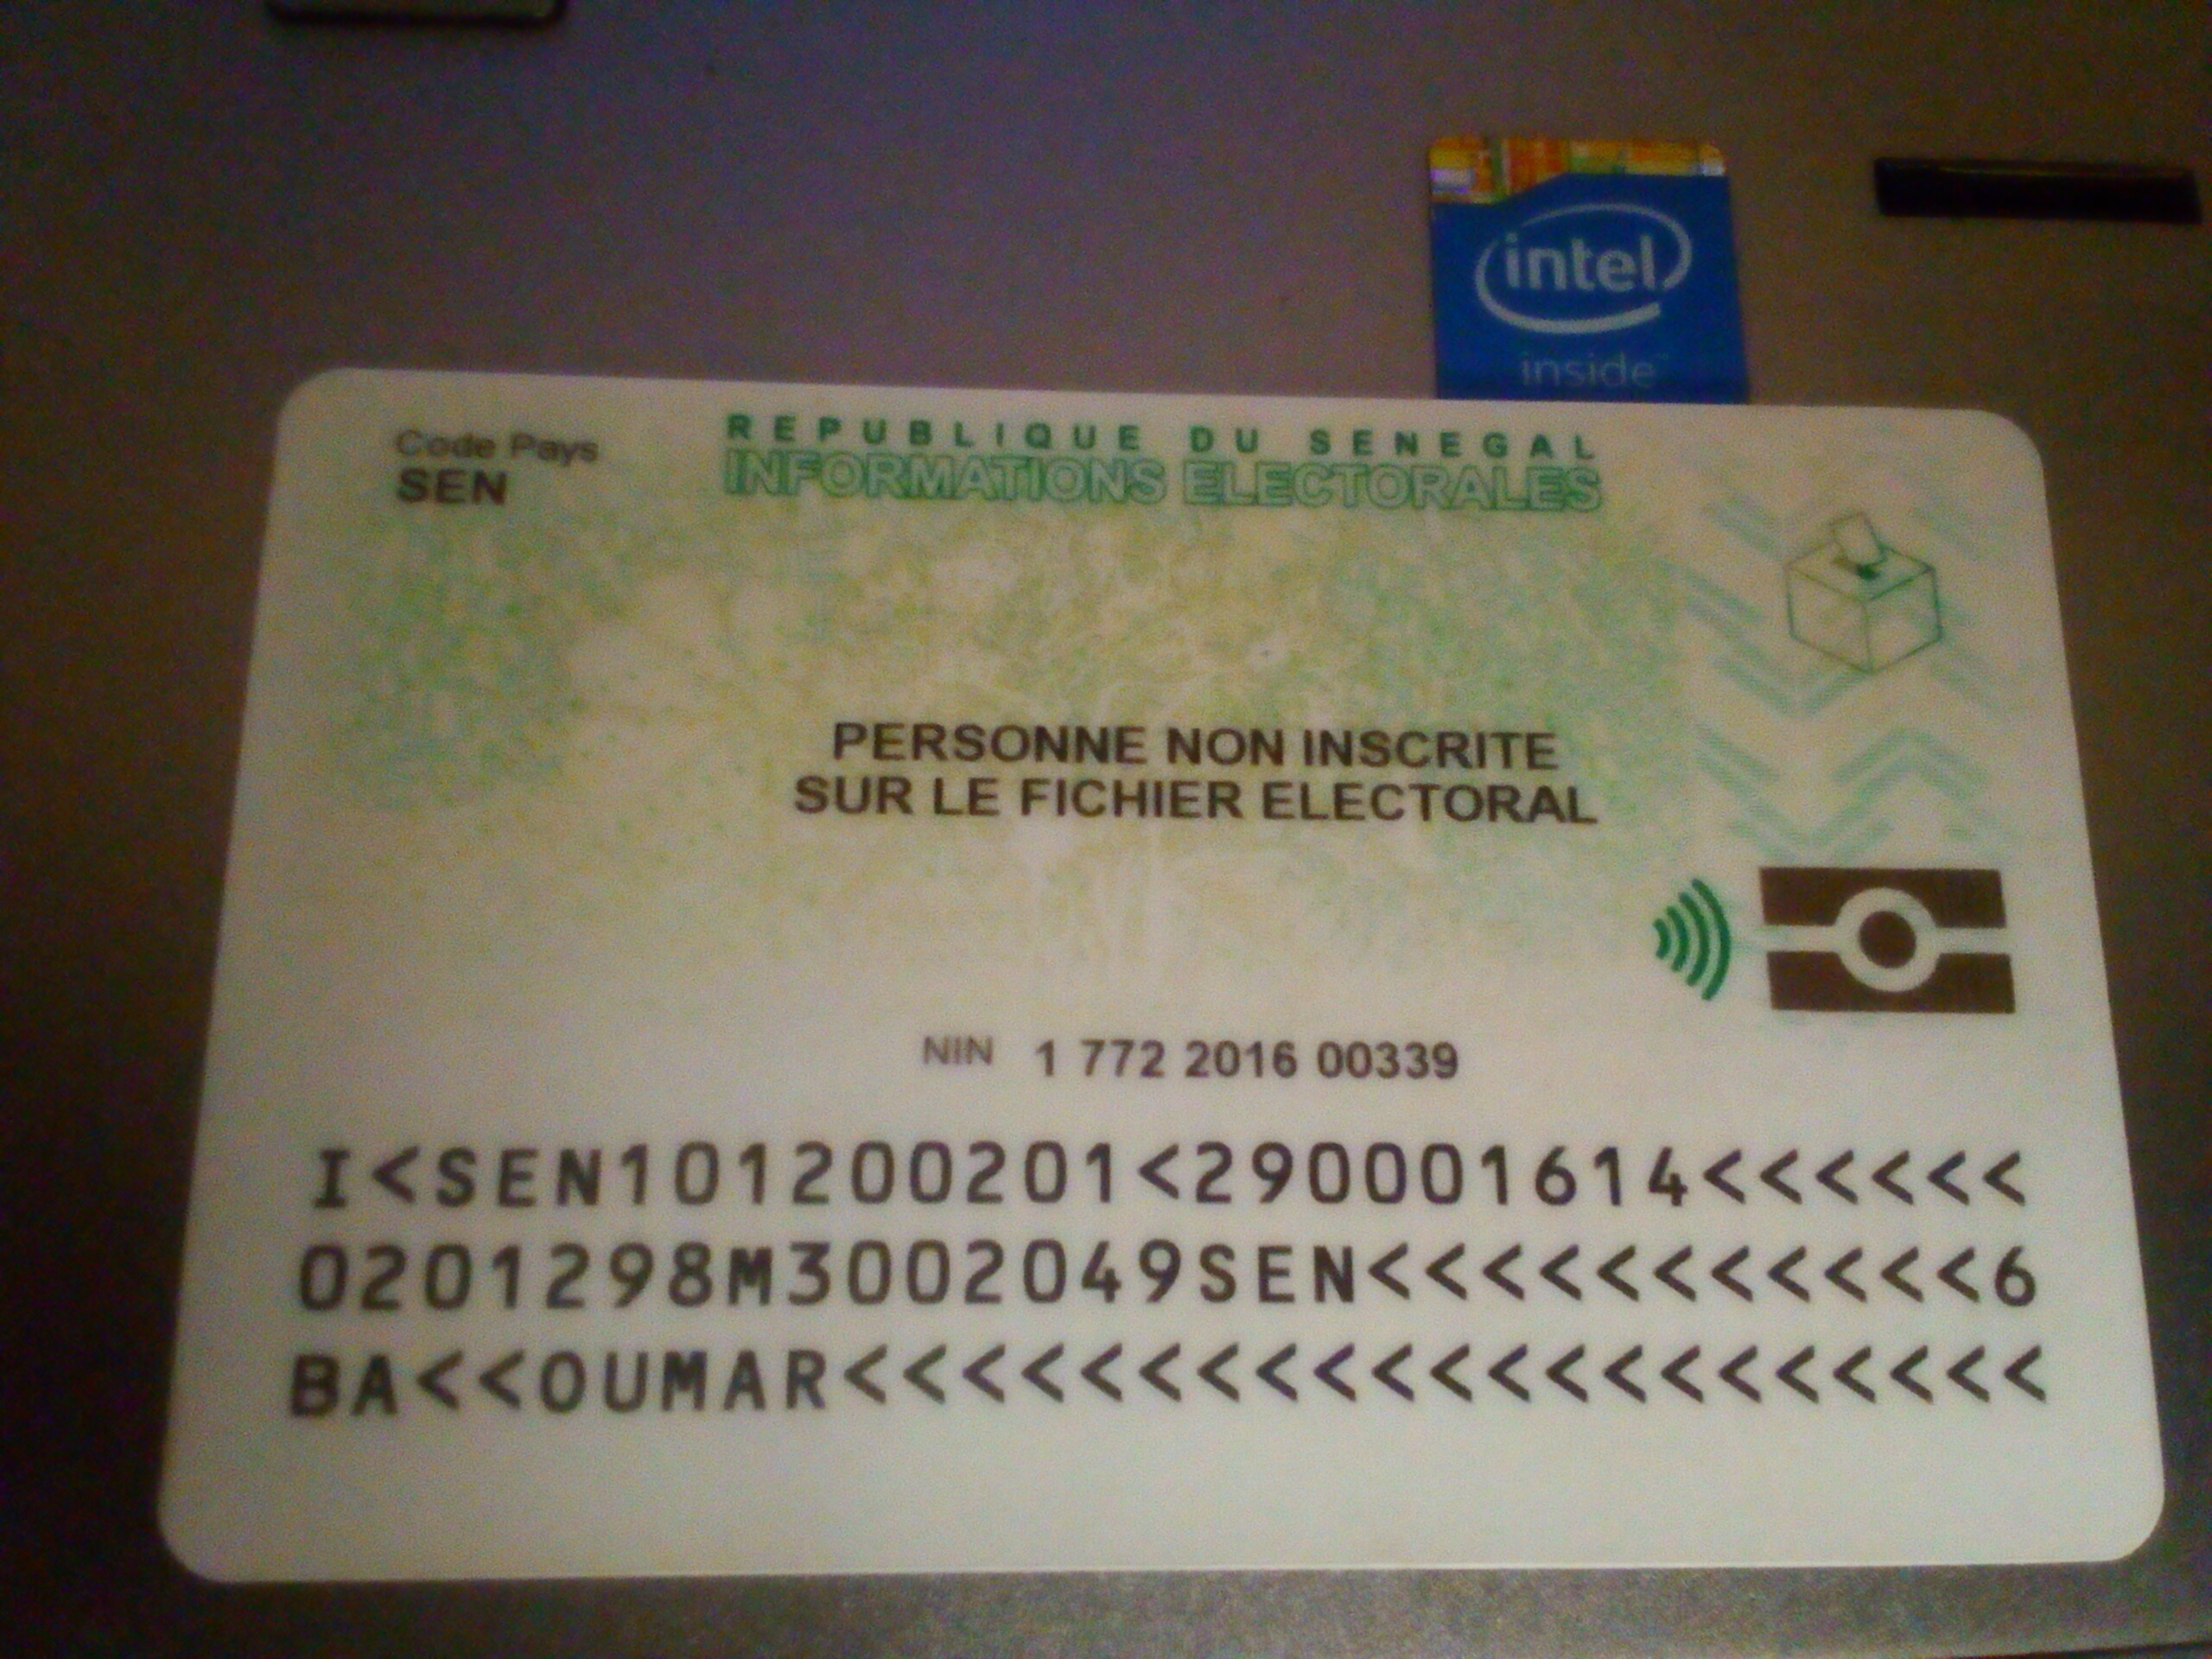 intel
inside™
Code Pays
SEN
REPUBLIQUE DU SENEGAL
INFORMATIONS ELECTORALES
PERSONNE NON INSCRITE
SUR LE FICHIER ELECTORAL
NIN 1 772 2016 00339
I<SEN101200201<290001614<<<<<<
0201298M3002049SEN<<<<<<<<<<<6
BA<<OUMAR<<<<<<<<<<<<<<<<<<<<<